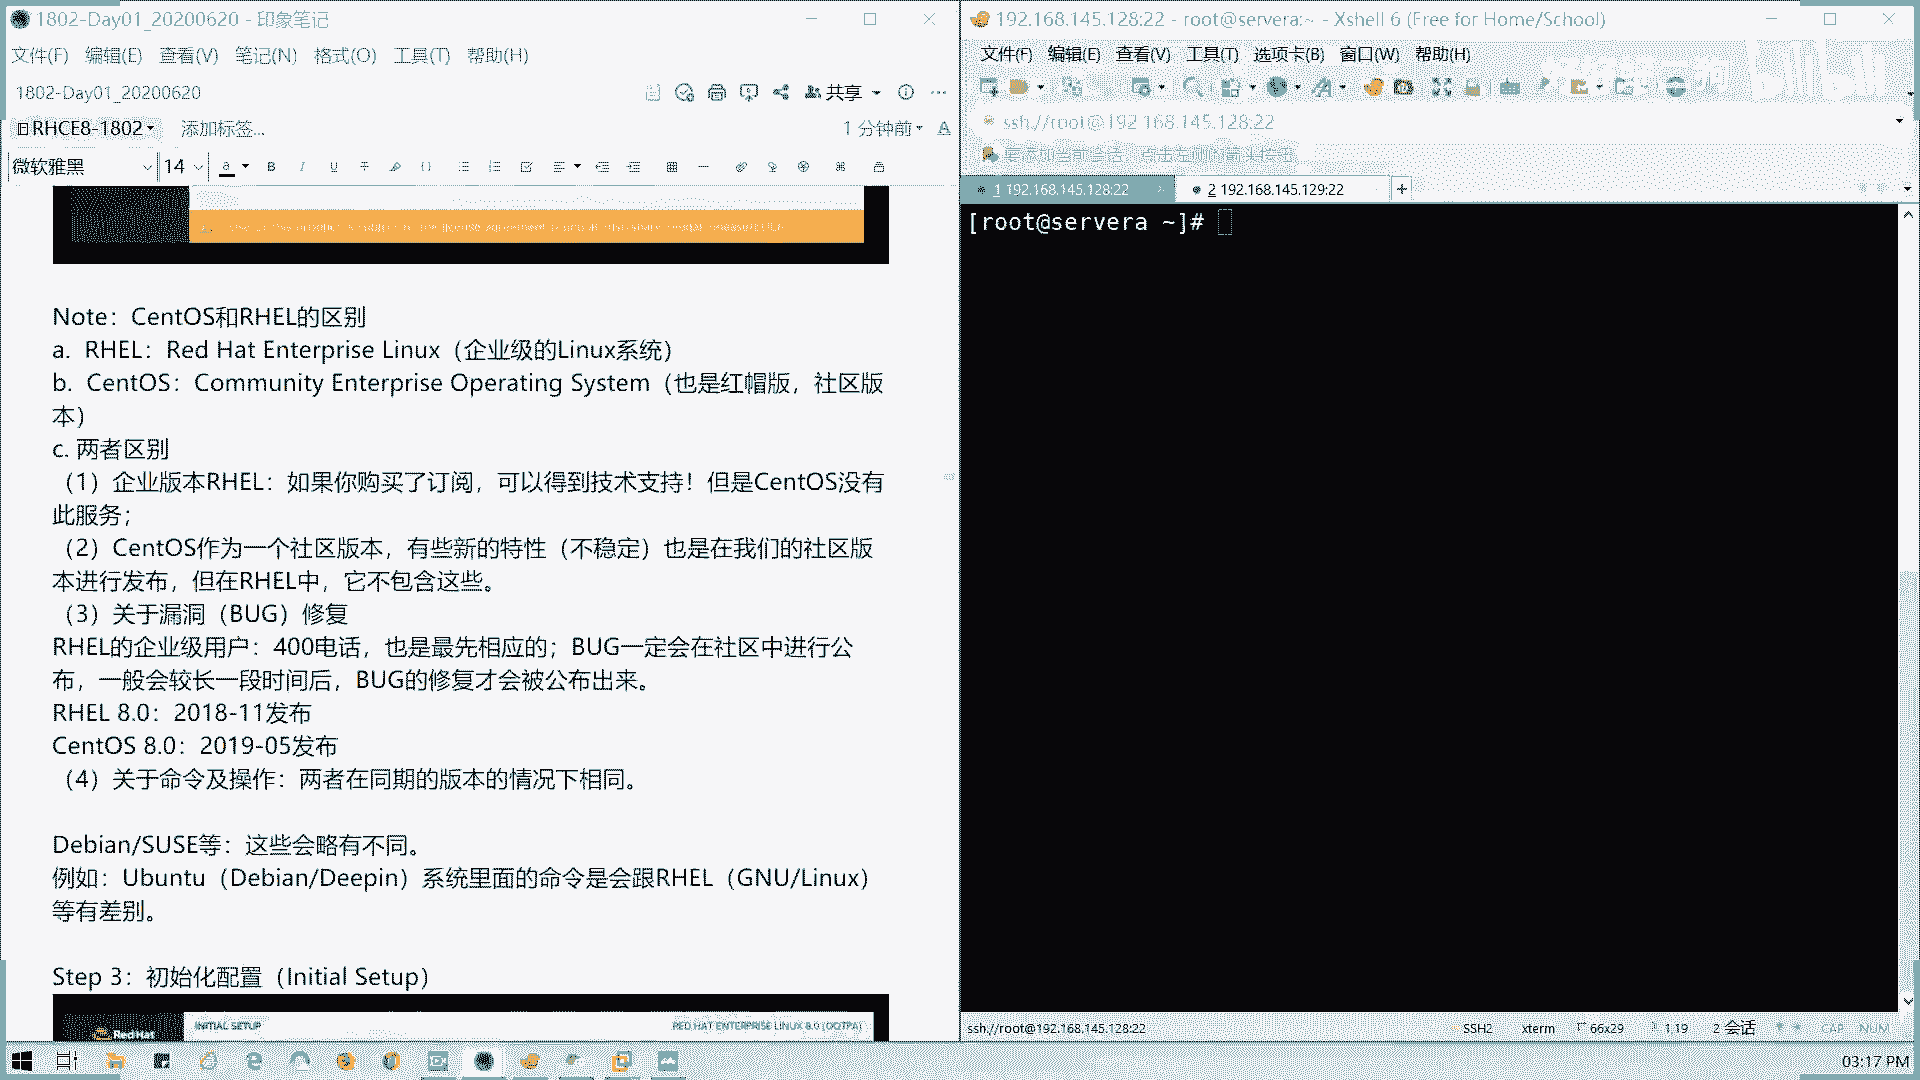 1802-Day01_20200620 - 印象笔记
文件(F) 编辑(E) 查看(V) 笔记(N) 格式(O) 工具(T) 帮助(H)
1802-Day01_20200620
共享
RHCE8-1802 添加标签...
1 分钟前
微软雅黑 14
Note：CentOS和RHEL的区别
a. RHEL：Red Hat Enterprise Linux（企业级的Linux系统）
b. CentOS：Community Enterprise Operating System（也是红帽版，社区版
本）
c. 两者区别
（1）企业版本RHEL：如果你购买了订阅，可以得到技术支持！但是CentOS没有
此服务；
（2）CentOS作为一个社区版本，有些新的特性（不稳定）也是在我们的社区版
本进行发布，但在RHEL中，它不包含这些。
（3）关于漏洞（BUG）修复
RHEL的企业级用户：400电话，也是最先相应的；BUG一定会在社区中进行公
布，一般会较长一段时间后，BUG的修复才会被公布出来。
RHEL 8.0：2018-11发布
CentOS 8.0：2019-05发布
（4）关于命令及操作：两者在同期的版本的情况下相同。
Debian/SUSE等：这些会略有不同。
例如：Ubuntu（Debian/Deepin）系统里面的命令是会跟RHEL（GNU/Linux）
等有差别。
Step 3：初始化配置（Initial Setup）
Red Hat
INITIAL SETUP
RED HAT ENTERPRISE LINUX 8.0 (OOTPA)
192.168.145.128:22 - root@servera:~ - Xshell 6 (Free for Home/School)
文件(F) 编辑(E) 查看(V) 工具(T) 选项卡(B) 窗口(W) 帮助(H)
ssh://root@192.168.145.128:22
要添加当前会话，点击左侧的箭头按钮。
1 192.168.145.128:22
2 192.168.145.129:22
[root@servera ~]#
ssh://root@192.168.145.128:22
SSH2 xterm 66x29 1,19 2 会话 CAP NUM
03:17 PM